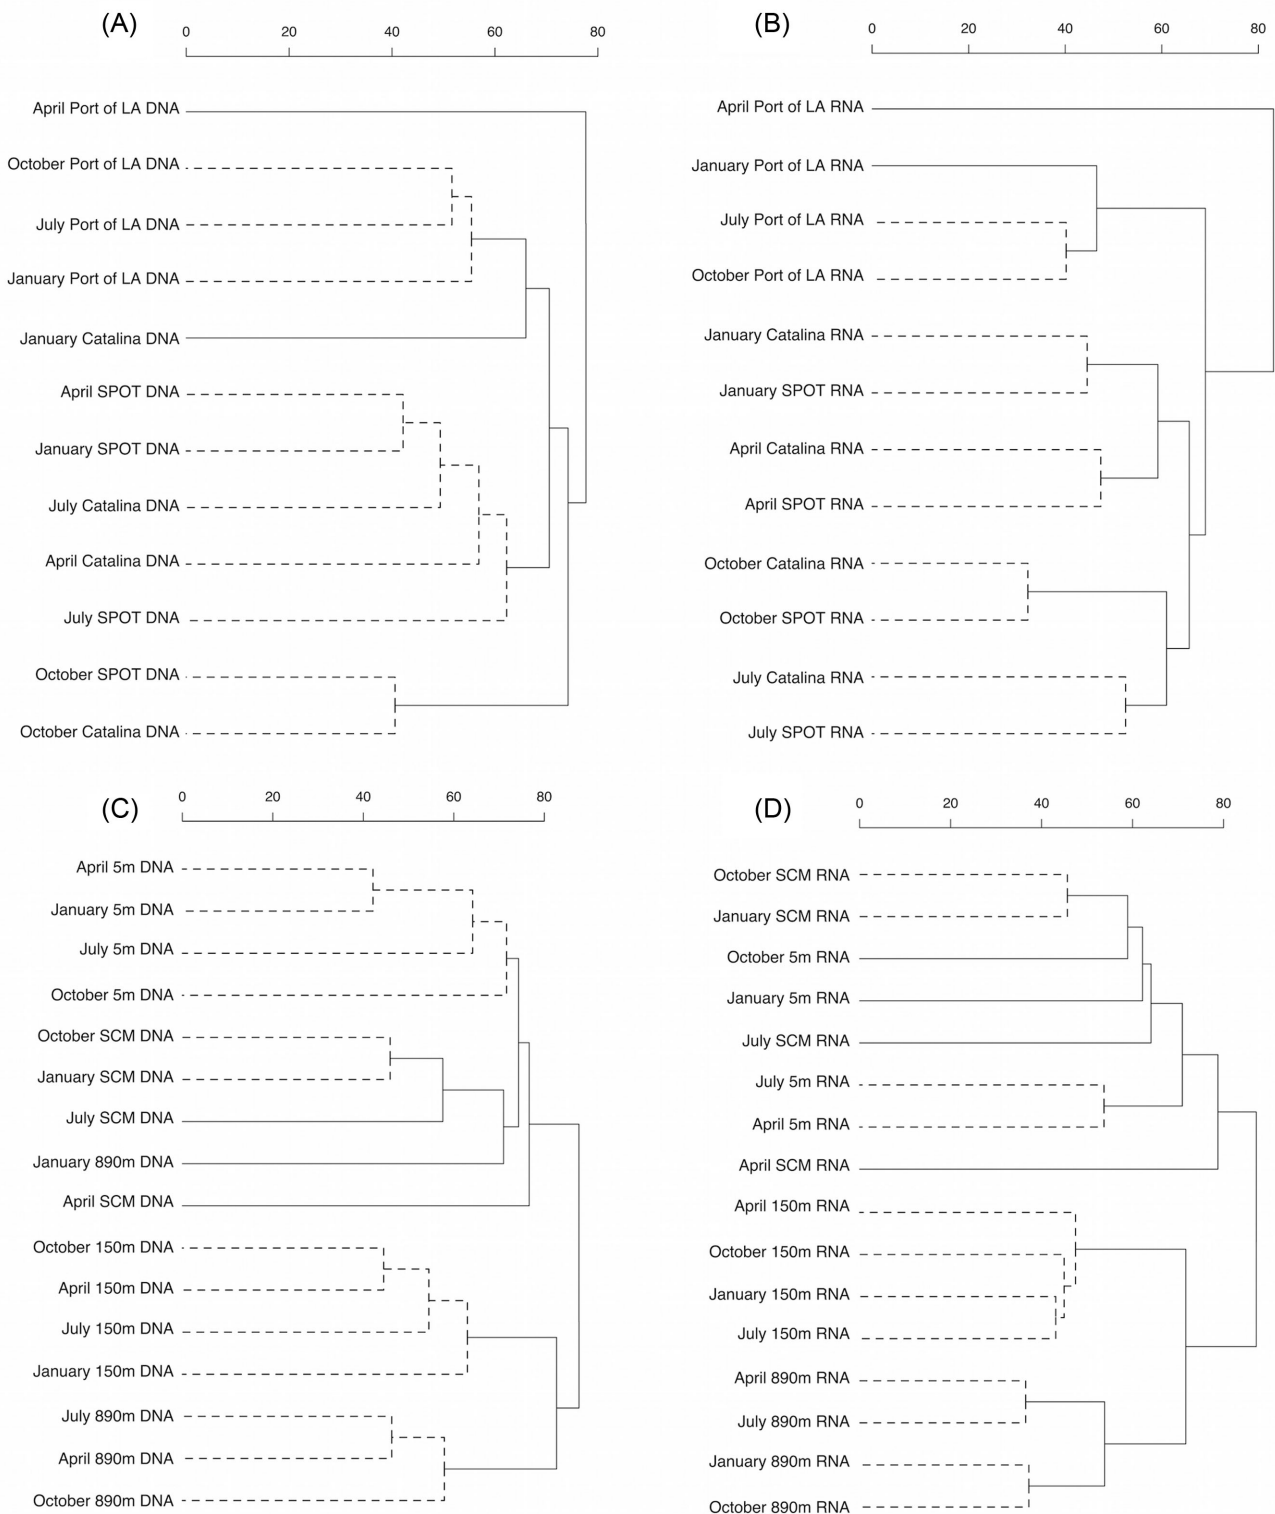 (A)
0 20 40 60 80
April Port of LA DNA
October Port of LA DNA
July Port of LA DNA
January Port of LA DNA
January Catalina DNA
April SPOT DNA
January SPOT DNA
July Catalina DNA
April Catalina DNA
July SPOT DNA
October SPOT DNA
October Catalina DNA
(B)
0 20 40 60 80
April Port of LA RNA
January Port of LA RNA
July Port of LA RNA
October Port of LA RNA
January Catalina RNA
January SPOT RNA
April Catalina RNA
April SPOT RNA
October Catalina RNA
October SPOT RNA
July Catalina RNA
July SPOT RNA
(C)
0 20 40 60 80
April 5m DNA
January 5m DNA
July 5m DNA
October 5m DNA
October SCM DNA
January SCM DNA
July SCM DNA
January 890m DNA
April SCM DNA
October 150m DNA
April 150m DNA
July 150m DNA
January 150m DNA
July 890m DNA
April 890m DNA
October 890m DNA
(D)
0 20 40 60 80
October SCM RNA
January SCM RNA
October 5m RNA
January 5m RNA
July SCM RNA
July 5m RNA
April 5m RNA
April SCM RNA
April 150m RNA
October 150m RNA
January 150m RNA
July 150m RNA
April 890m RNA
July 890m RNA
January 890m RNA
October 890m RNA